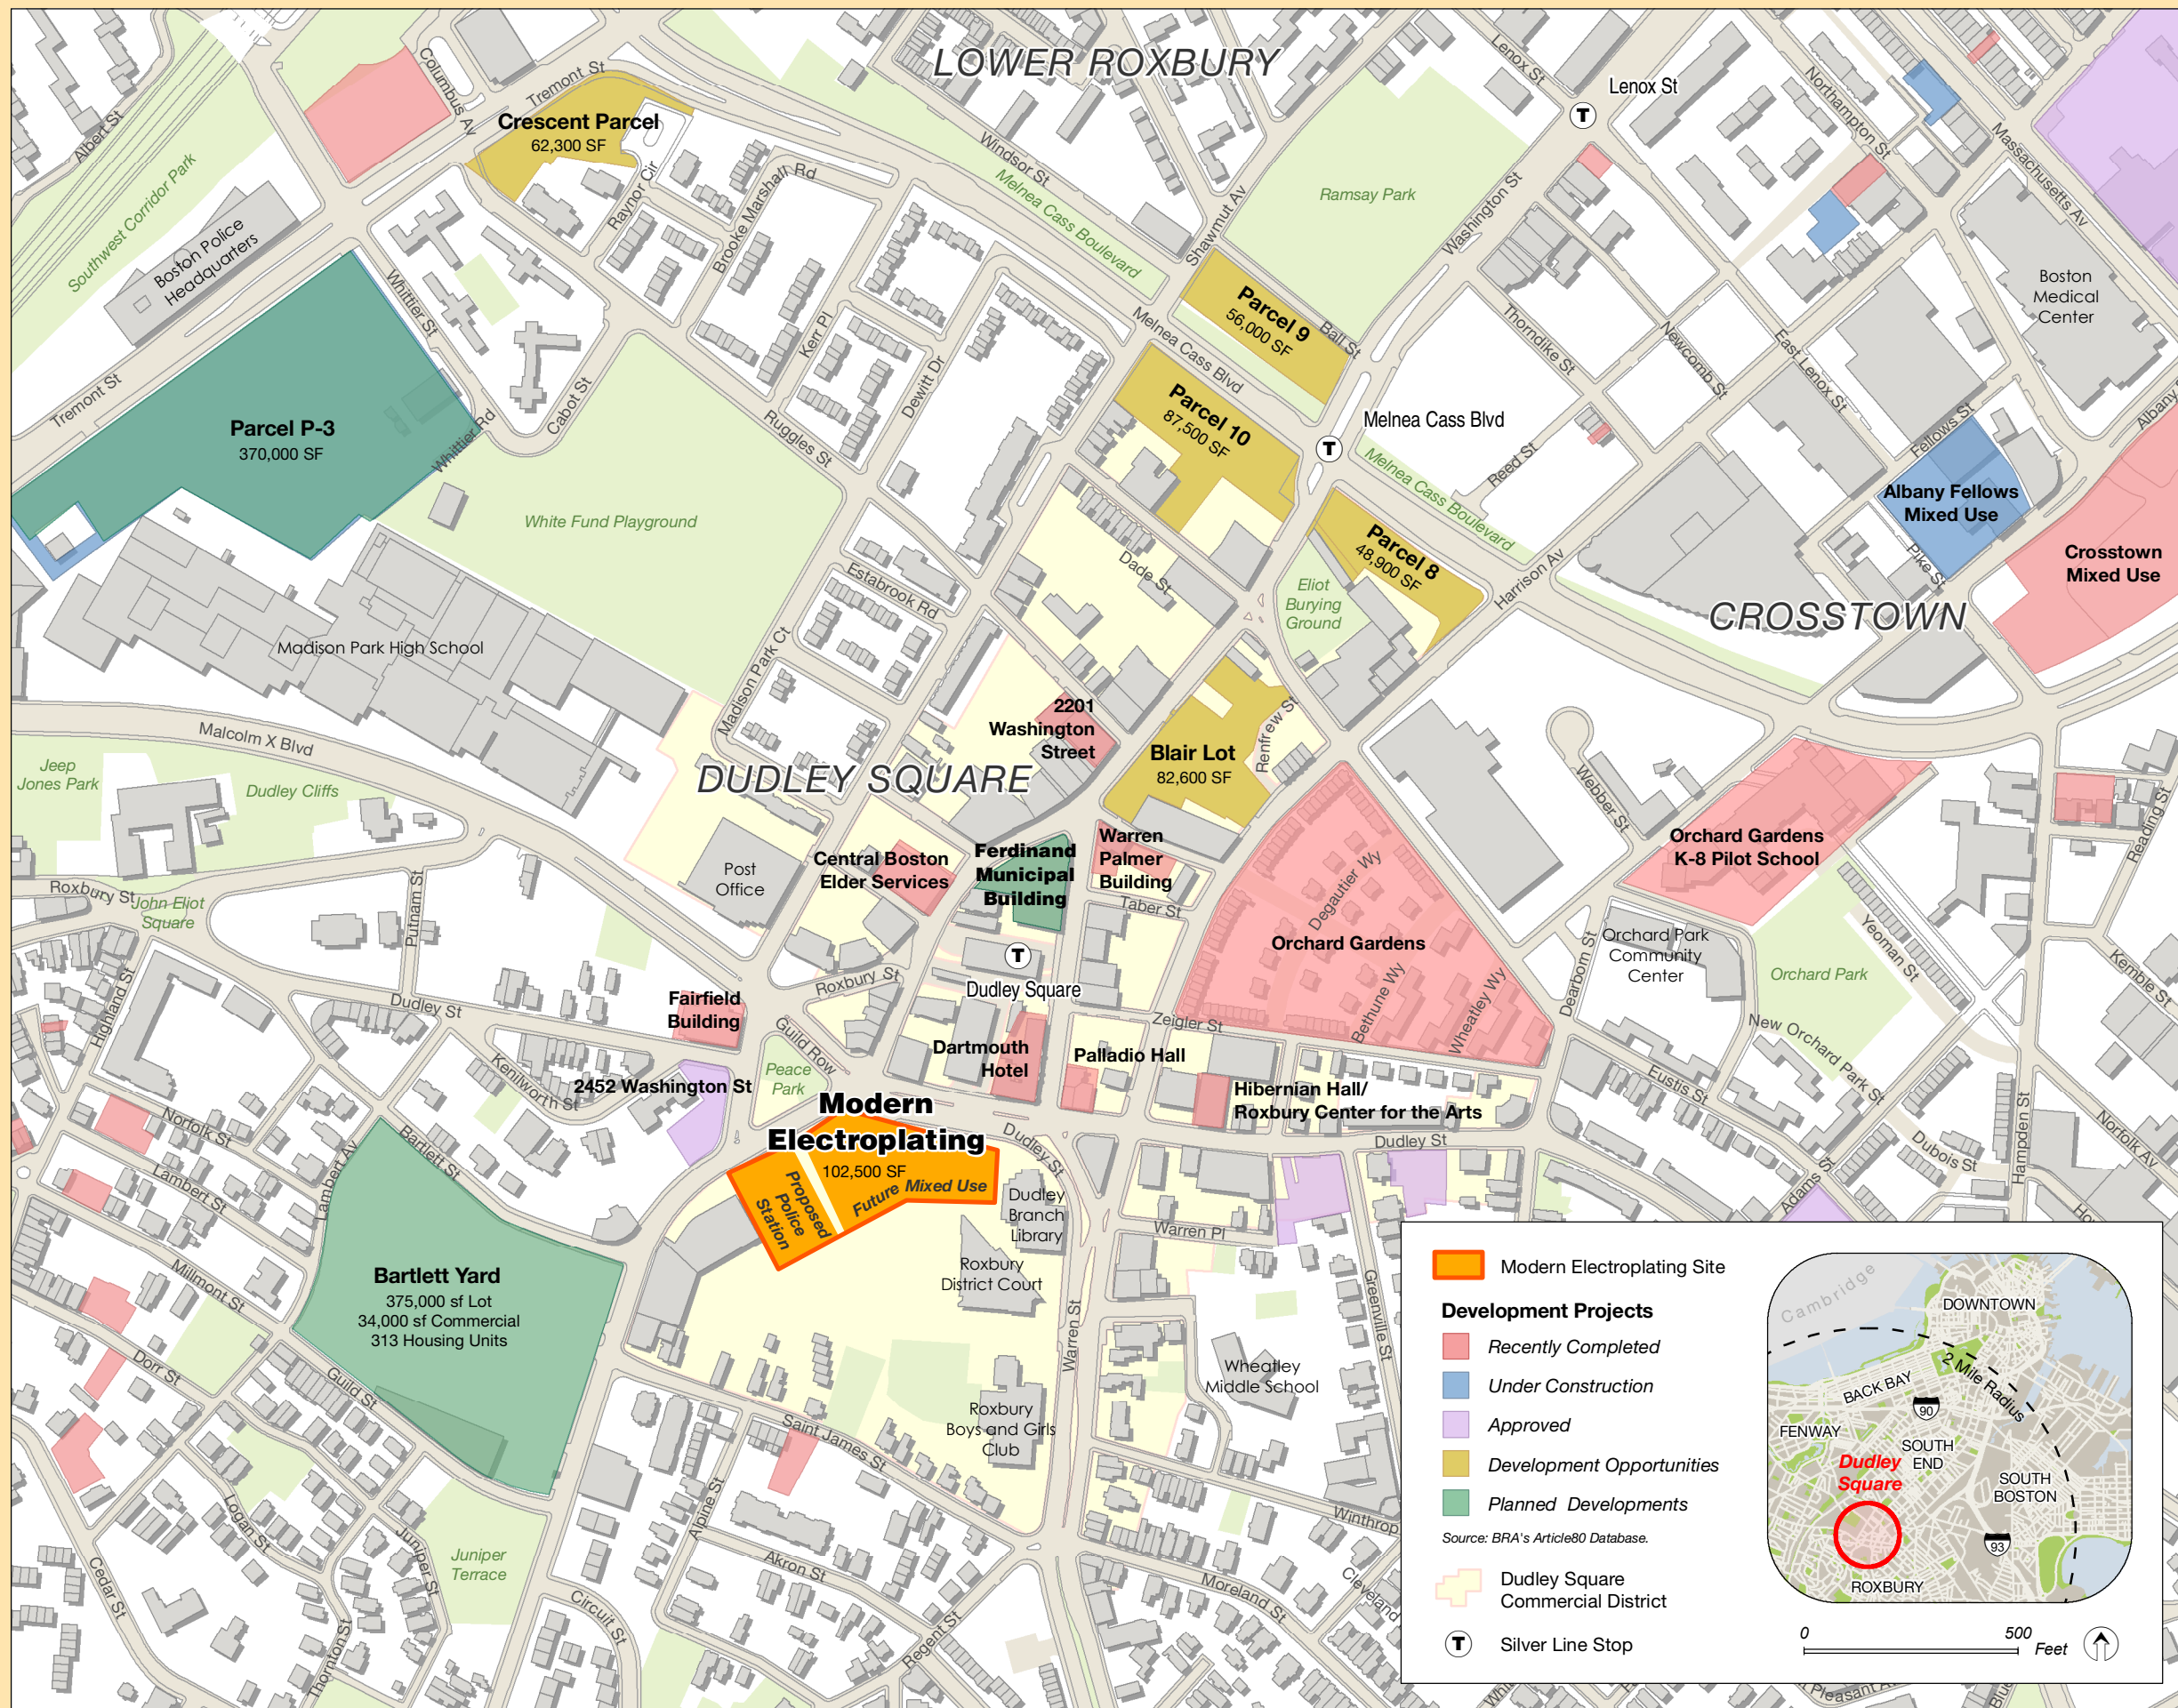 LOWER ROXBURY
Lenox St
Lenox St
Northampton St
Massachusetts Av
Columbus Av
Tremont St
Albert St
Crescent Parcel
62,300 SF
Southwest Corridor Park
Boston Police
Headquarters
Raynor Cir
Brooke Marshall Rd
Windsor St
Melnea Cass Boulevard
Shawmut Av
Ramsay Park
Washington St
Boston
Medical
Center
Whittier St
Parcel 9
56,000 SF
Ball St
Thorndike St
Newcomb St
East Lenox St
Kerr Pl
Dewitt Dr
Melnea Cass Blvd
Parcel 10
87,500 SF
Melnea Cass Blvd
Tremont St
Parcel P-3
370,000 SF
Whittier Rd
Cabot St
Ruggles St
Reed St
Fellows St
Albany
Melnea Cass Boulevard
Albany Fellows
Mixed Use
White Fund Playground
Parcel 8
48,900 SF
Pike St
Crosstown
Mixed Use
Dade St
Estabrook Rd
Eliot
Burying
Ground
Harrison Av
CROSSTOWN
Madison Park High School
Madison Park Ct
2201
Washington
Street
Renfrew St
Blair Lot
82,600 SF
Malcolm X Blvd
DUDLEY SQUARE
Jeep
Jones Park
Dudley Cliffs
Webber St
Reading St
Orchard Gardens
K-8 Pilot School
Post
Office
Central Boston
Elder Services
Ferdinand
Municipal
Building
Warren
Palmer
Building
Taber St
Degautier Wy
Roxbury St
John Eliot
Square
Putnam St
Orchard Gardens
Orchard Park
Community
Center
Dearborn St
Orchard Park
Yeoman St
Kemble St
Highland St
Roxbury St
Dudley Square
Dudley St
Fairfield
Building
Guild Row
Zeigler St
Bethune Wy
Wheatley Wy
New Orchard Park St
Kenilworth St
2452 Washington St
Peace
Park
Dartmouth
Hotel
Palladio Hall
Hibernian Hall/
Roxbury Center for the Arts
Eustis St
Hampden St
Norfolk Av
Modern
Electroplating
102,500 SF
Proposed
Police
Station
Future Mixed Use
Dudley St
Dudley St
Dubois St
Adams St
Norfolk St
Lambert St
Lambert Av
Bartlett St
Dudley
Branch
Library
Warren Pl
Roxbury
District Court
Millmont St
Bartlett Yard
375,000 sf Lot
34,000 sf Commercial
313 Housing Units
Warren St
Greenville St
Wheatley
Middle School
Dorr St
Guild St
Roxbury
Boys and Girls
Club
Saint James St
Alpine St
Winthrop
Logan St
Juniper St
Juniper
Terrace
Akron St
Cedar St
Moreland St
Cleveland
Circuit St
Regent St
Thornton St
Pleasant
Modern Electroplating Site
Development Projects
Recently Completed
Under Construction
Approved
Development Opportunities
Planned Developments
Source: BRA's Article80 Database.
Dudley Square
Commercial District
T Silver Line Stop
Cambridge
DOWNTOWN
2 Mile Radius
BACK BAY
90
FENWAY
SOUTH
END
Dudley
Square
SOUTH
BOSTON
93
ROXBURY
0 500
Feet
T
T
T